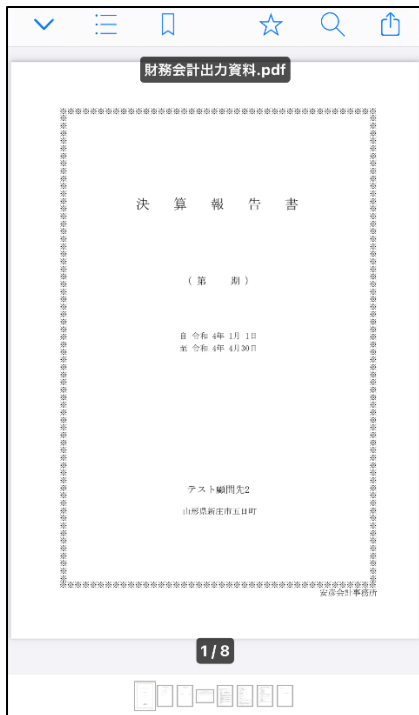 財務会計出力資料.pdf
決 算 報 告 書
( 第 期 )
自 令和 4年 1月 1日
至 令和 4年 4月30日
テスト顧問先2
山形県新庄市五日町
安彦会計事務所
1 / 8